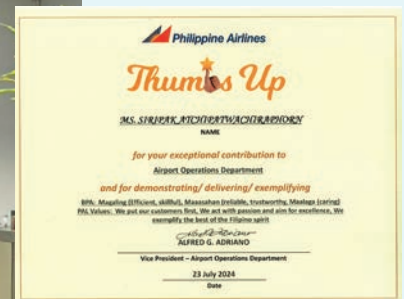 Philippine Airlines
Thumbs Up
MS. SIRIPAK ATCHIPATWACHIRAPHORN
NAME
for your exceptional contribution to
Airport Operations Department
and for demonstrating/ delivering/ exemplifying
BPA: Magaling (Efficient, skillful), Maaasahan (reliable, trustworthy, Maalaga (caring)
PAL Values: We put our customers first, We act with passion and aim for excellence, We
exemplify the best of the Filipino spirit
ALFRED G. ADRIANO
Vice President – Airport Operations Department
23 July 2024
Date